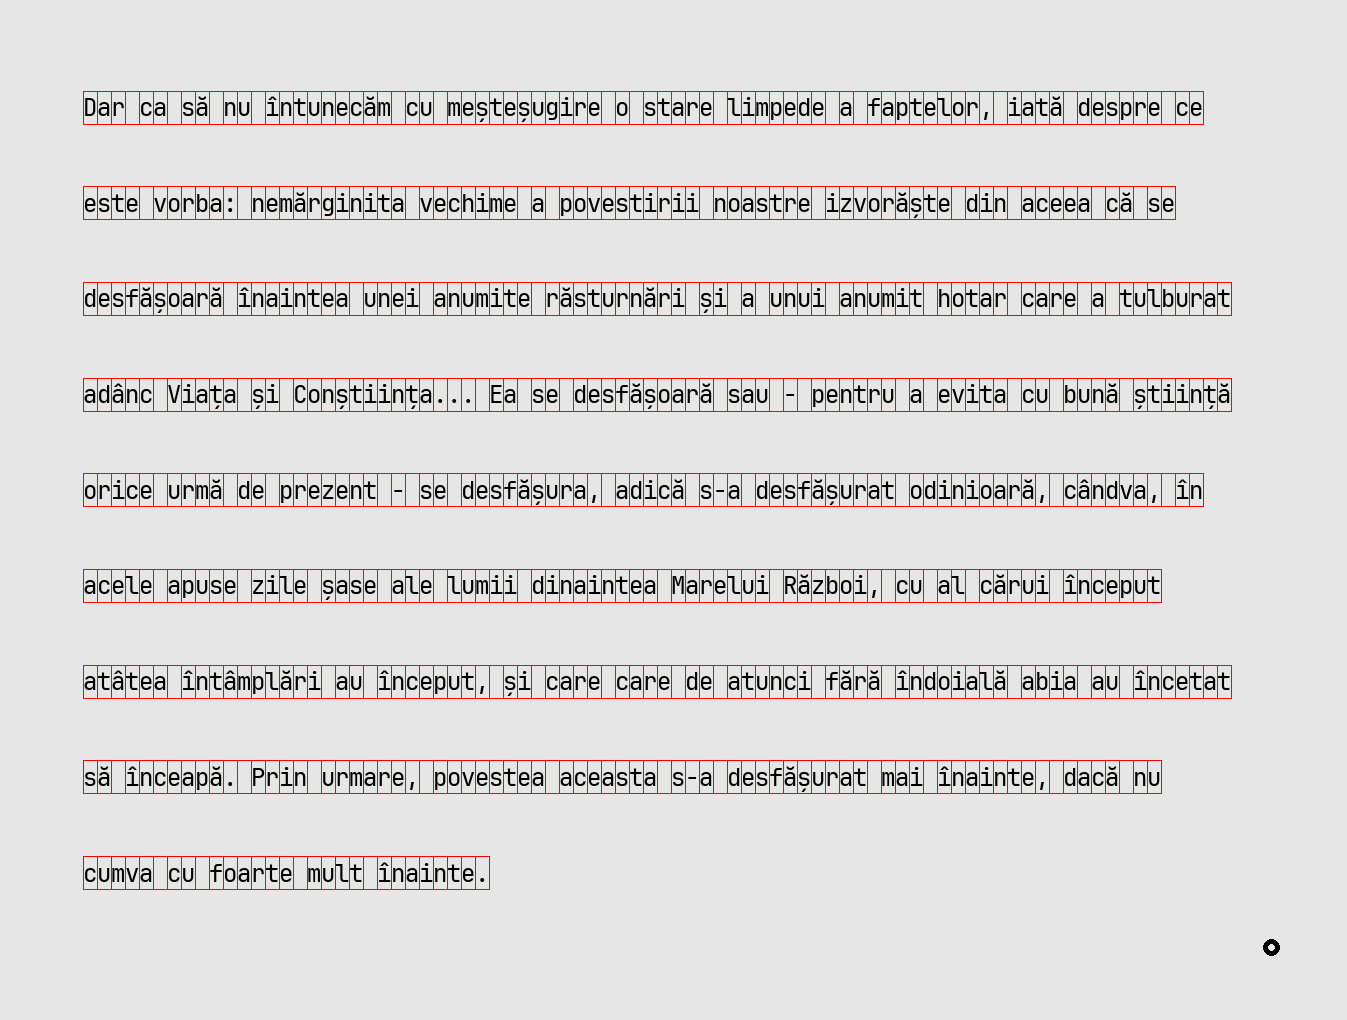 Dar ca să nu întunecăm cu meșteșugire o stare limpede a faptelor, iată despre ce
este vorba: nemărginita vechime a povestirii noastre izvorăște din aceea că se
desfășoară înaintea unei anumite răsturnări și a unui anumit hotar care a tulburat
adânc Viața și Conștiința... Ea se desfășoară sau - pentru a evita cu bună știință
orice urmă de prezent - se desfășura, adică s-a desfășurat odinioară, cândva, în
acele apuse zile șase ale lumii dinaintea Marelui Război, cu al cărui început
atâtea întâmplări au început, și care care de atunci fără îndoială abia au încetat
să înceapă. Prin urmare, povestea aceasta s-a desfășurat mai înainte, dacă nu
cumva cu foarte mult înainte.